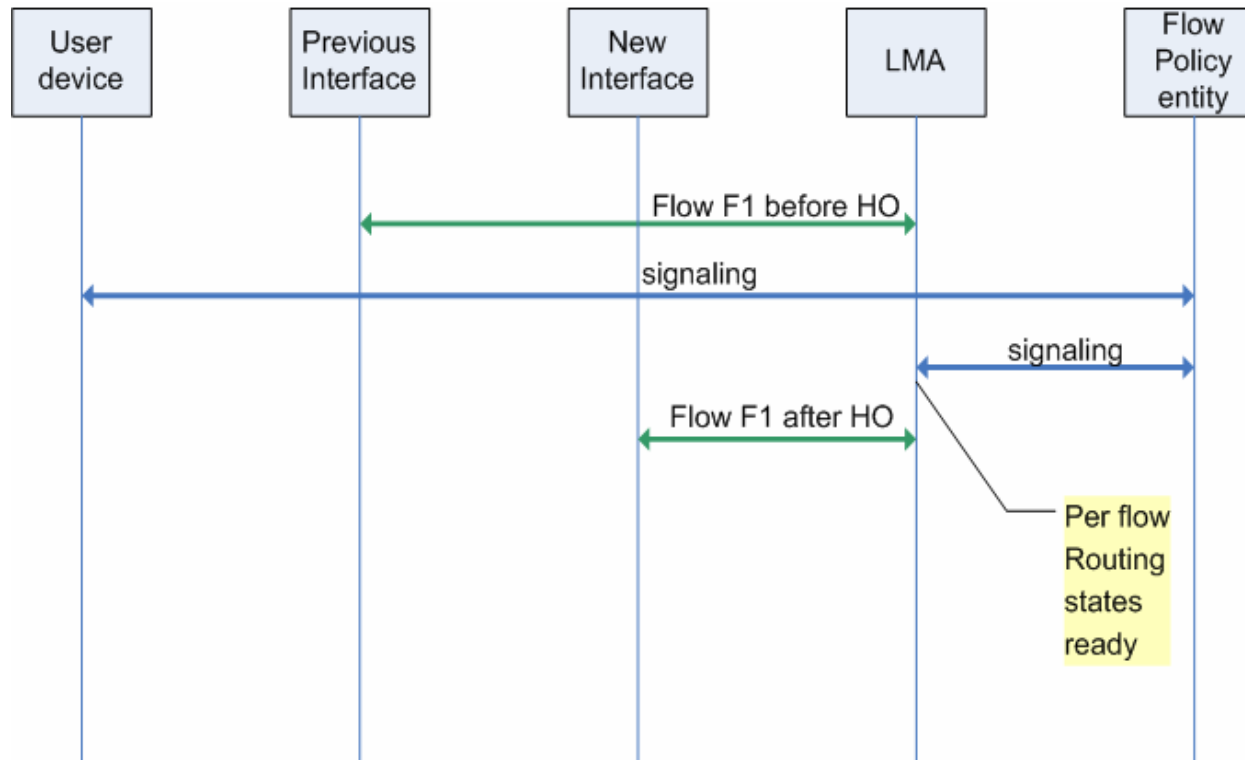 User
device
Previous
Interface
New
Interface
LMA
Flow
Policy
entity
Flow F1 before HO
signaling
signaling
Flow F1 after HO
Per flow
Routing
states
ready